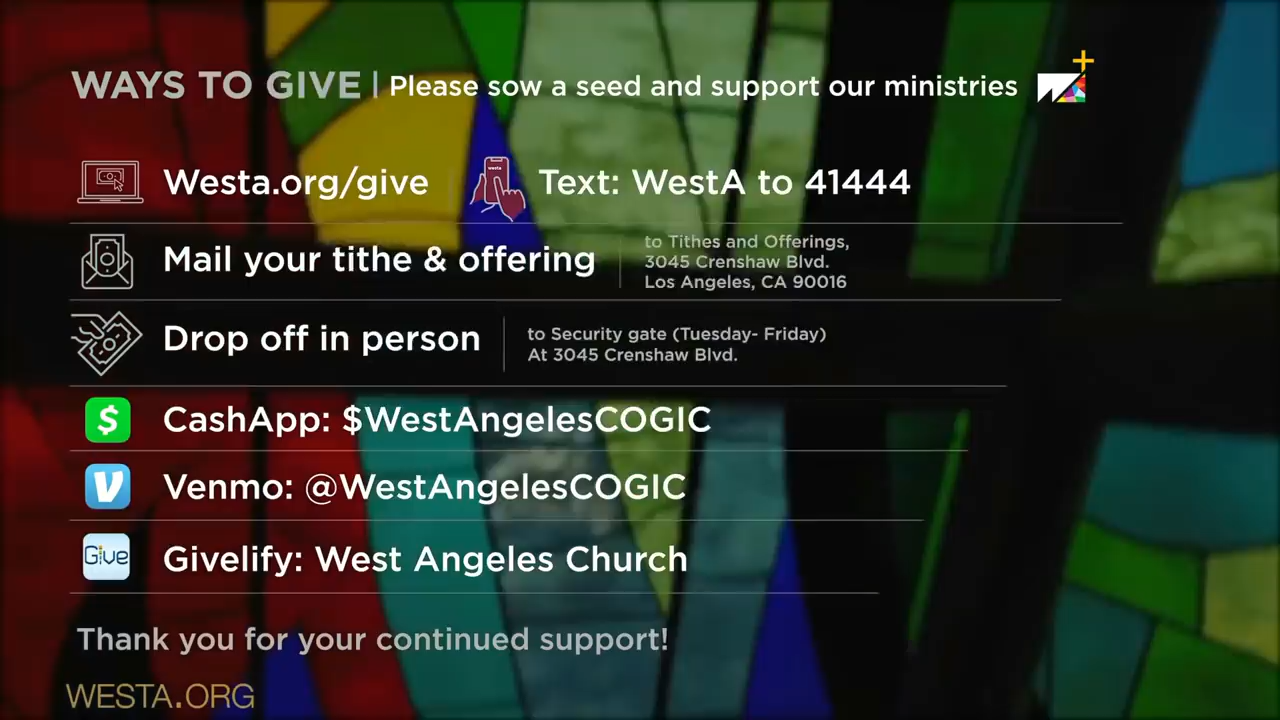 WAYS TO GIVE | Please sow a seed and support our ministries
Westa.org/give
westa
Text: WestA to 41444
Mail your tithe & offering
to Tithes and Offerings,
3045 Crenshaw Blvd.
Los Angeles, CA 90016
Drop off in person
to Security gate (Tuesday- Friday)
At 3045 Crenshaw Blvd.
$
CashApp: $WestAngelesCOGIC
V
Venmo: @WestAngelesCOGIC
Give
Givelify: West Angeles Church
Thank you for your continued support!
WESTA.ORG